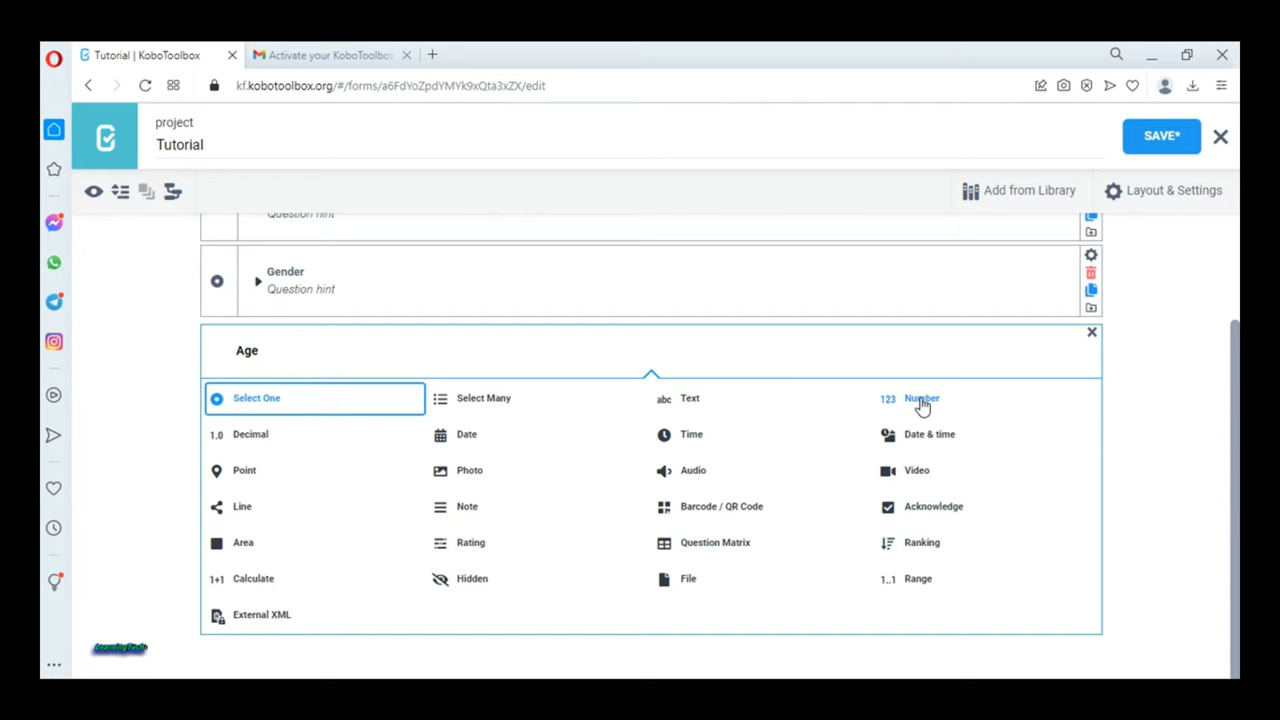 Tutorial | KoboToolbox
Activate your KoboToolbox
kf.kobotoolbox.org/#/forms/a6FdYoZpdYMYk9xQta3xZX/edit
project
Tutorial
SAVE*
Add from Library
Layout & Settings
Question hint
Gender
Question hint
Age
Select One
Select Many
abc Text
123 Number
1.0 Decimal
Date
Time
Date & time
Point
Photo
Audio
Video
Line
Note
Barcode / QR Code
Acknowledge
Area
Rating
Question Matrix
Ranking
1+1 Calculate
Hidden
File
1..1 Range
External XML
LearningTech